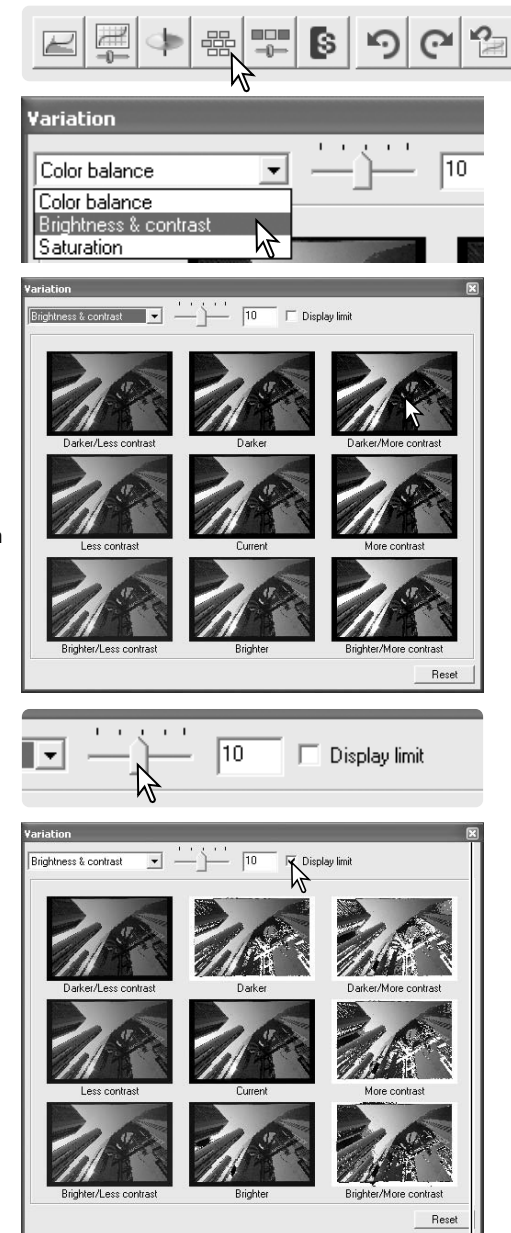 Variation
Color balance 10
Color balance
Brightness & contrast
Saturation
Variation
Brightness & contrast 10 Display limit
Darker/Less contrast Darker Darker/More contrast
Less contrast Current More contrast
Brighter/Less contrast Brighter Brighter/More contrast
Reset
10 Display limit
Variation
Brightness & contrast 10 Display limit
Darker/Less contrast Darker Darker/More contrast
Less contrast Current More contrast
Brighter/Less contrast Brighter Brighter/More contrast
Reset